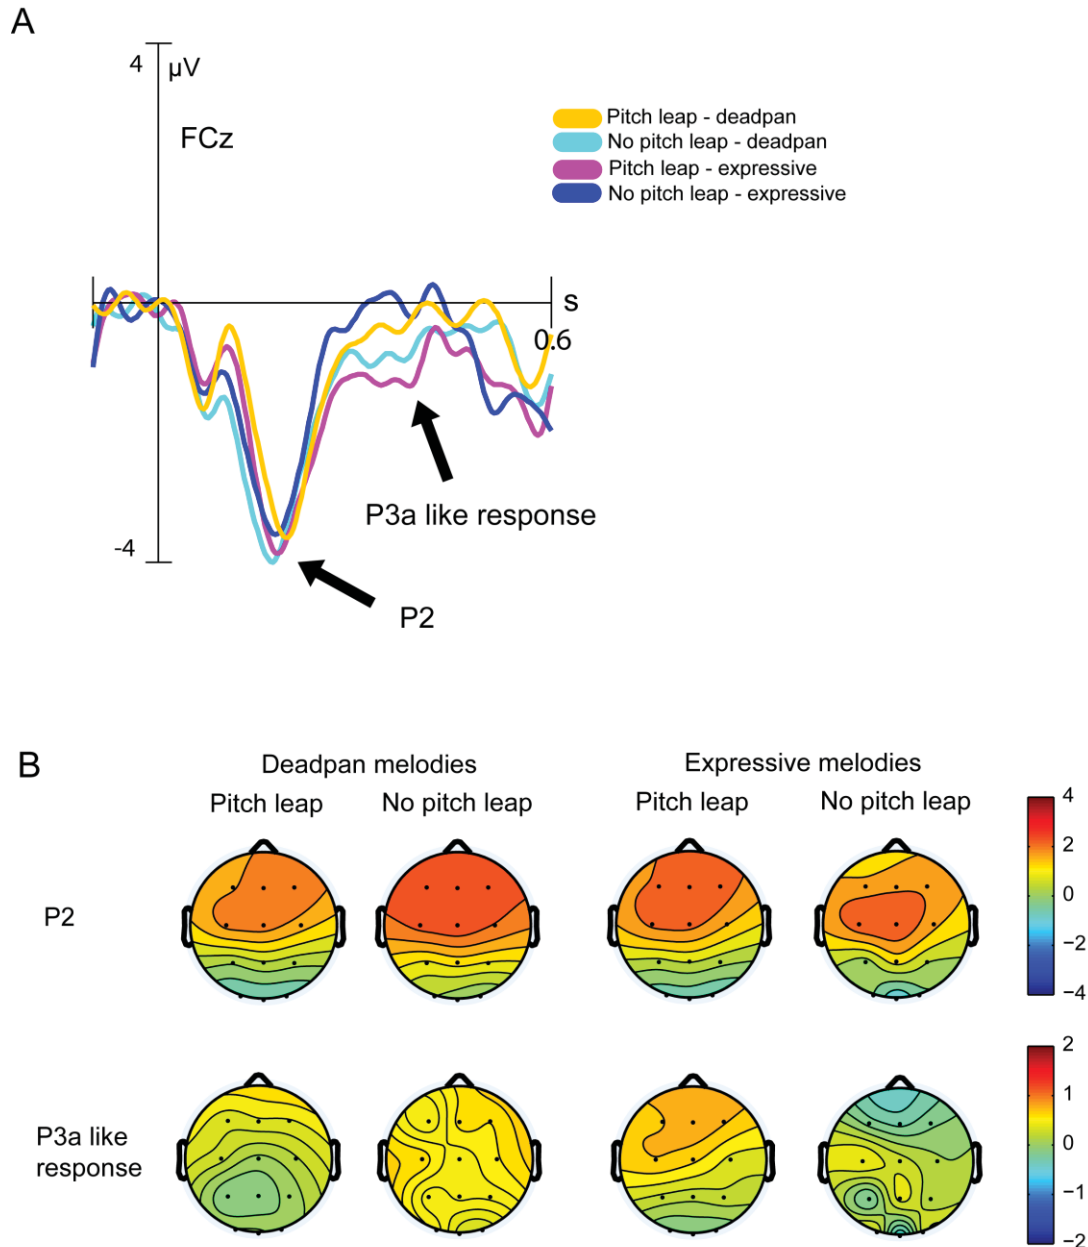 A
4
µV
FCz
Pitch leap - deadpan
No pitch leap - deadpan
Pitch leap - expressive
No pitch leap - expressive
s
0.6
P3a like response
-4
P2
B
Deadpan melodies
Expressive melodies
Pitch leap
No pitch leap
Pitch leap
No pitch leap
P2
4
2
0
−2
−4
P3a like
response
2
1
0
−1
−2